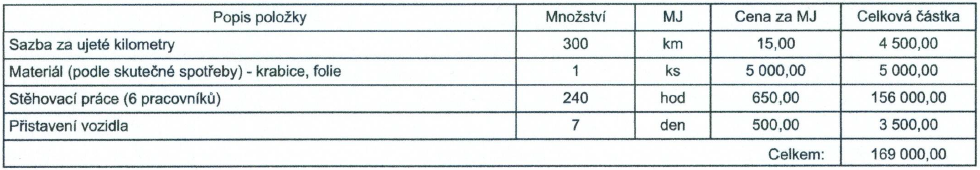 Popis položky Množství MJ Cena za MJ Celková částka
Sazba za ujeté kilometry 300 km 15,00 4 500,00
Materiál (podle skutečné spotřeby) - krabice, folie 1 ks 5 000,00 5 000,00
Stěhovací práce (6 pracovníků) 240 hod 650,00 156 000,00
Přistavení vozidla 7 den 500,00 3 500,00
Celkem: 169 000,00